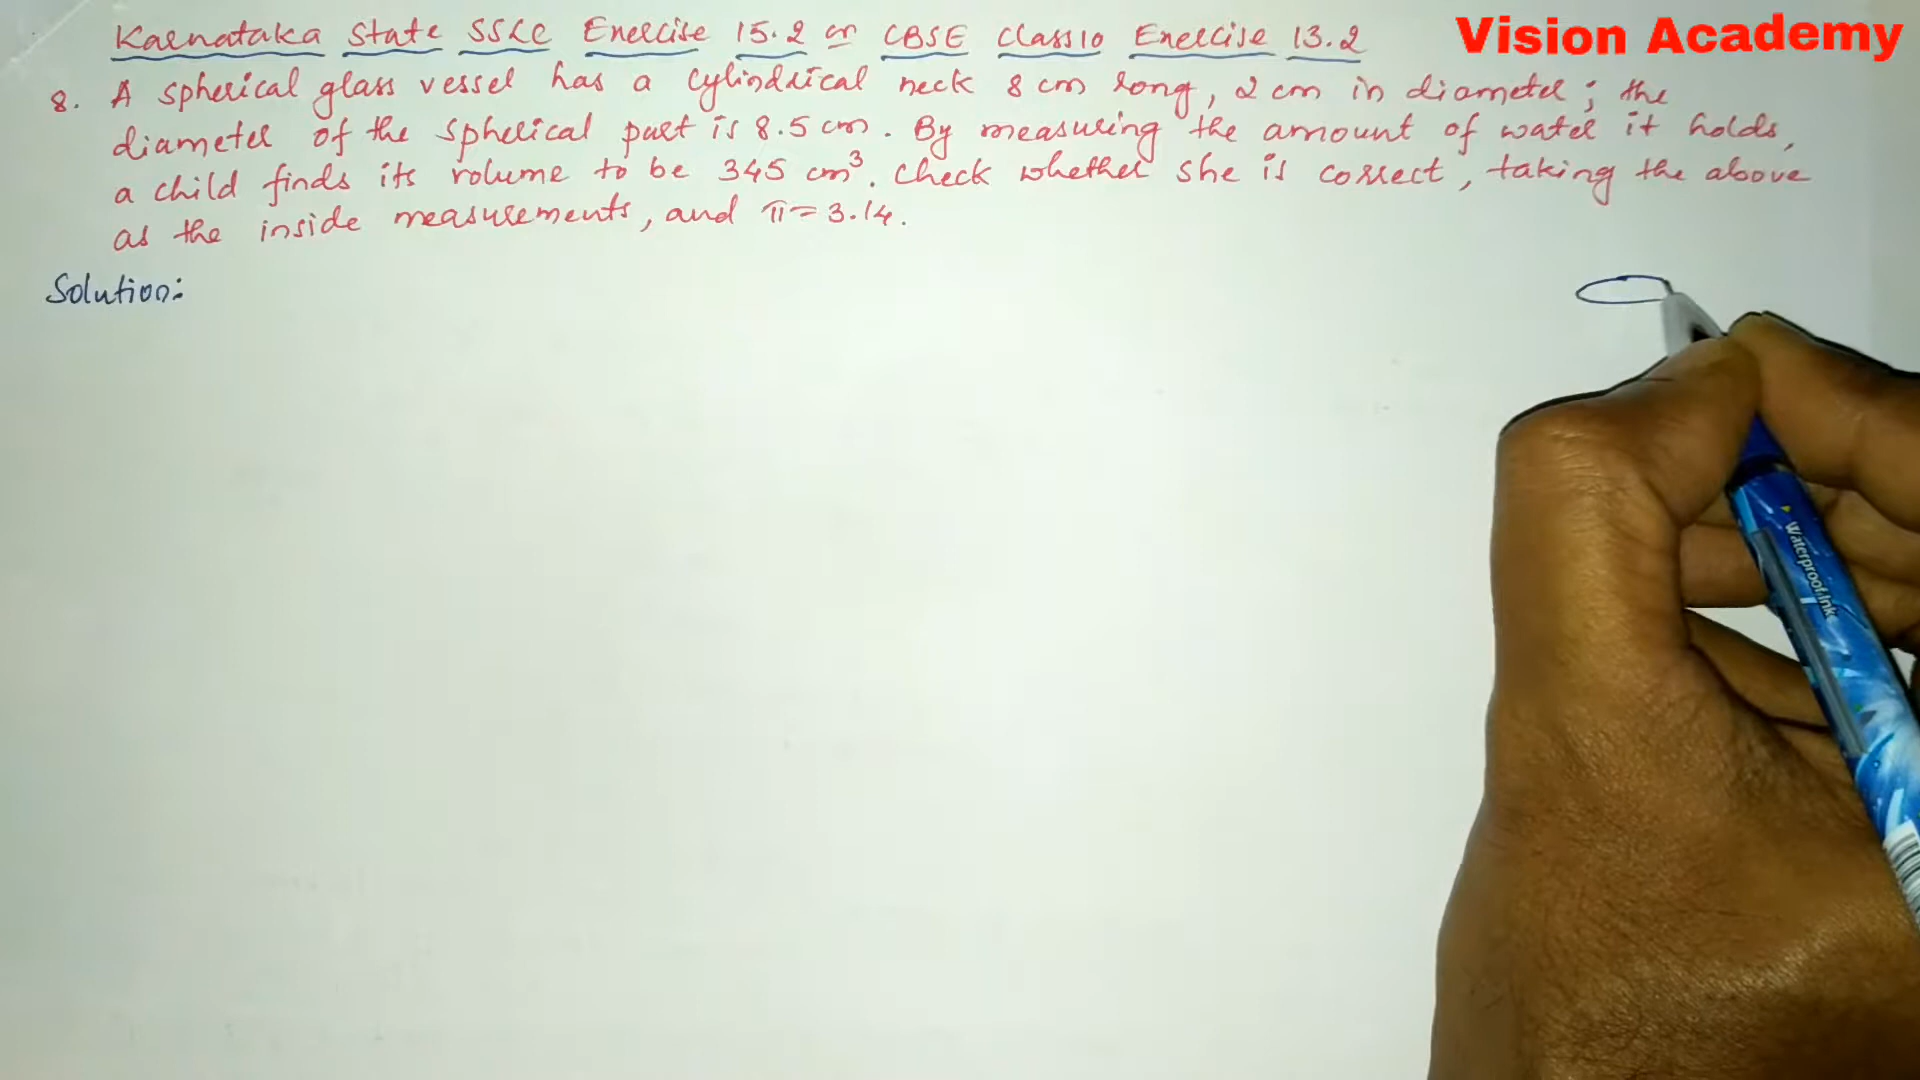 Karnataka State SSLC Exercise 15.2 or CBSE Class 10 Exercise 13.2
Vision Academy
8. A spherical glass vessel has a cylindrical neck 8 cm long, 2 cm in diameter; the
diameter of the spherical part is 8.5 cm. By measuring the amount of water it holds,
a child finds its volume to be 345 cm³. Check whether she is correct, taking the above
as the inside measurements, and π = 3.14.
Solution:
Waterproof Ink